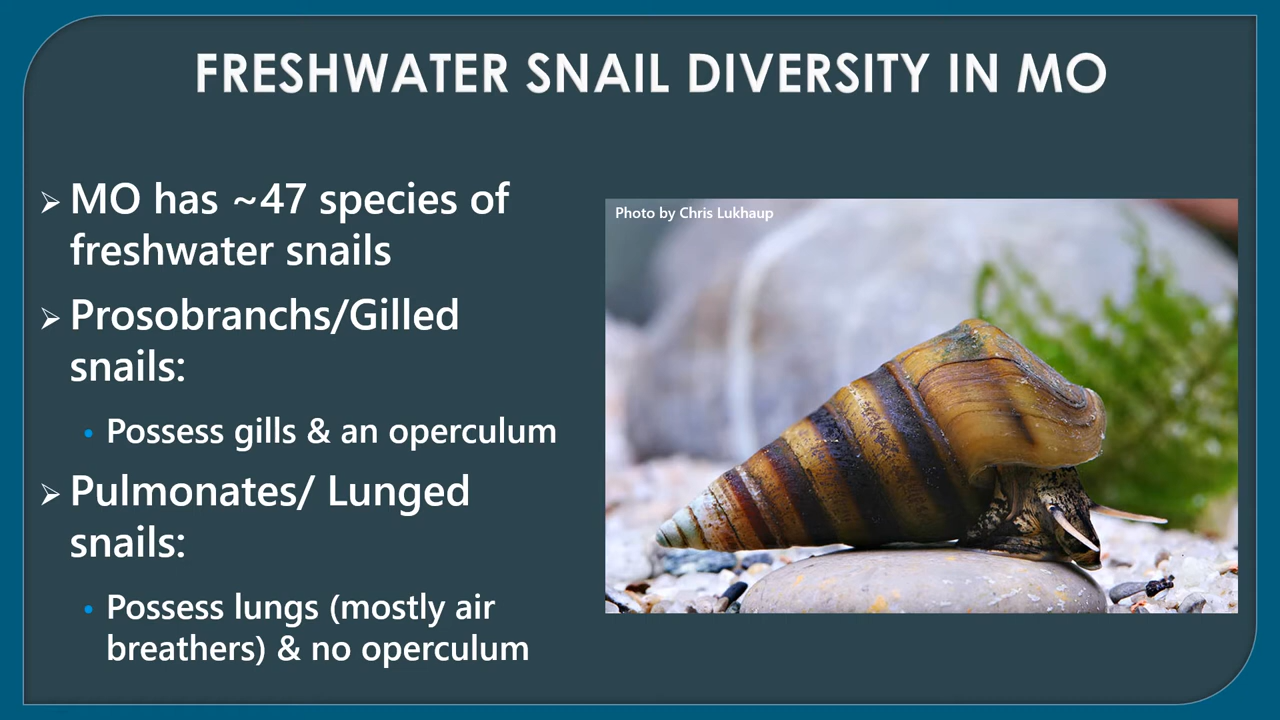 FRESHWATER SNAIL DIVERSITY IN MO
MO has ~47 species of
freshwater snails
Prosobranchs/Gilled
snails:
Possess gills & an operculum
Pulmonates/ Lunged
snails:
Possess lungs (mostly air
breathers) & no operculum
Photo by Chris Lukhaup